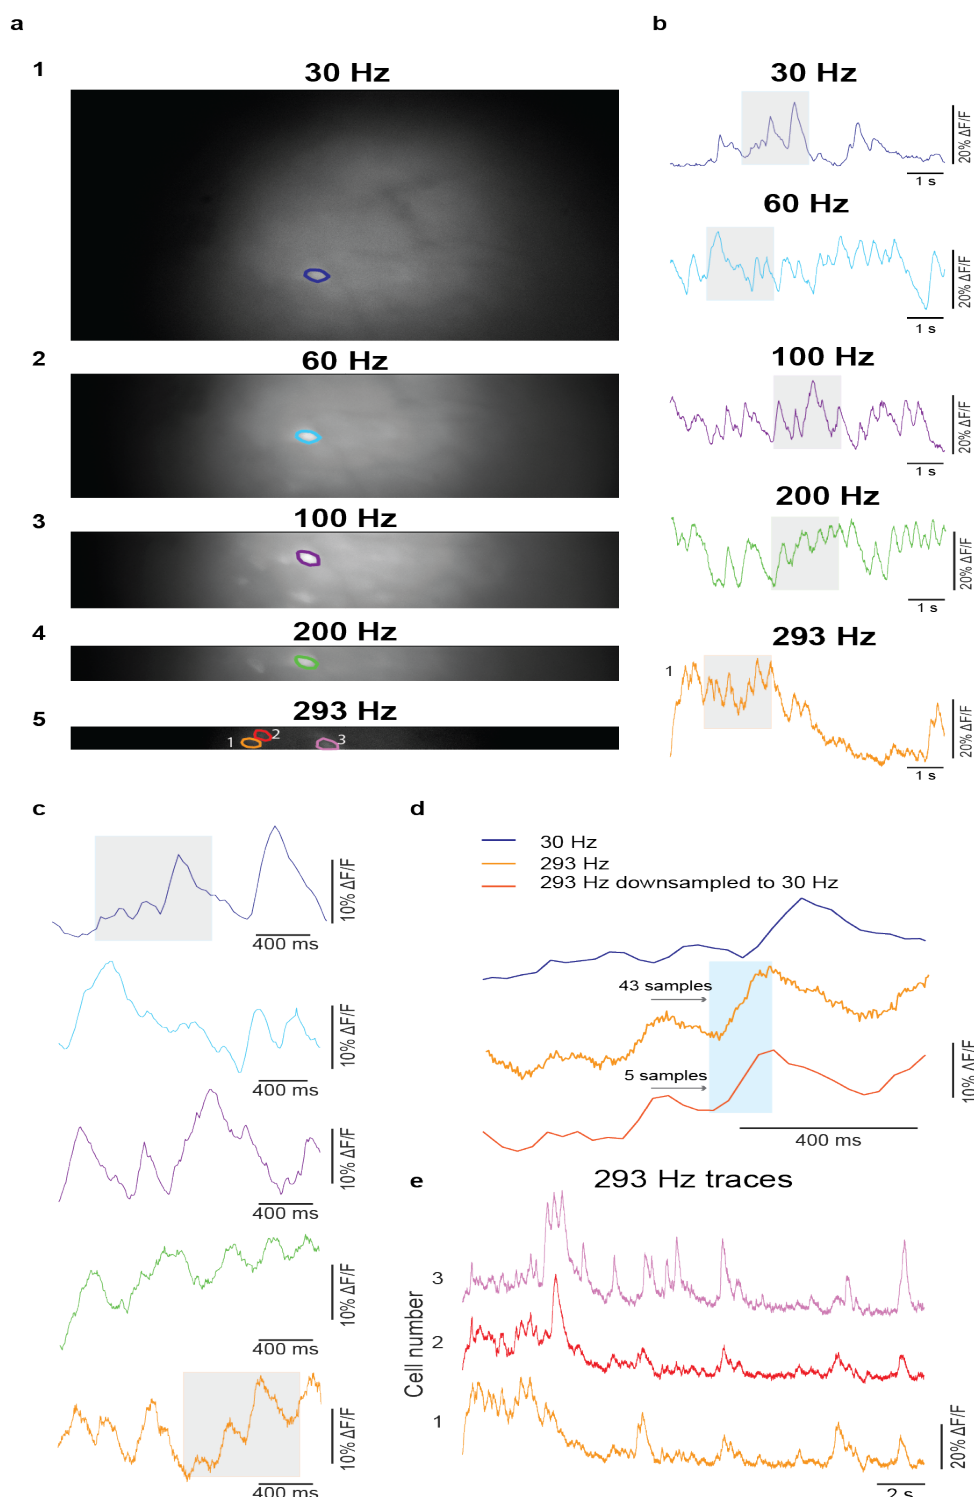 a
1
30 Hz
2
60 Hz
3
100 Hz
4
200 Hz
5
293 Hz
1
2
3
b
30 Hz
20% ΔF/F
1 s
60 Hz
20% ΔF/F
1 s
100 Hz
20% ΔF/F
1 s
200 Hz
20% ΔF/F
1 s
293 Hz
1
20% ΔF/F
1 s
c
10% ΔF/F
400 ms
10% ΔF/F
400 ms
10% ΔF/F
400 ms
10% ΔF/F
400 ms
10% ΔF/F
400 ms
d
30 Hz
293 Hz
293 Hz downsampled to 30 Hz
43 samples
5 samples
10% ΔF/F
400 ms
e
293 Hz traces
Cell number
3
2
1
20% ΔF/F
2 s